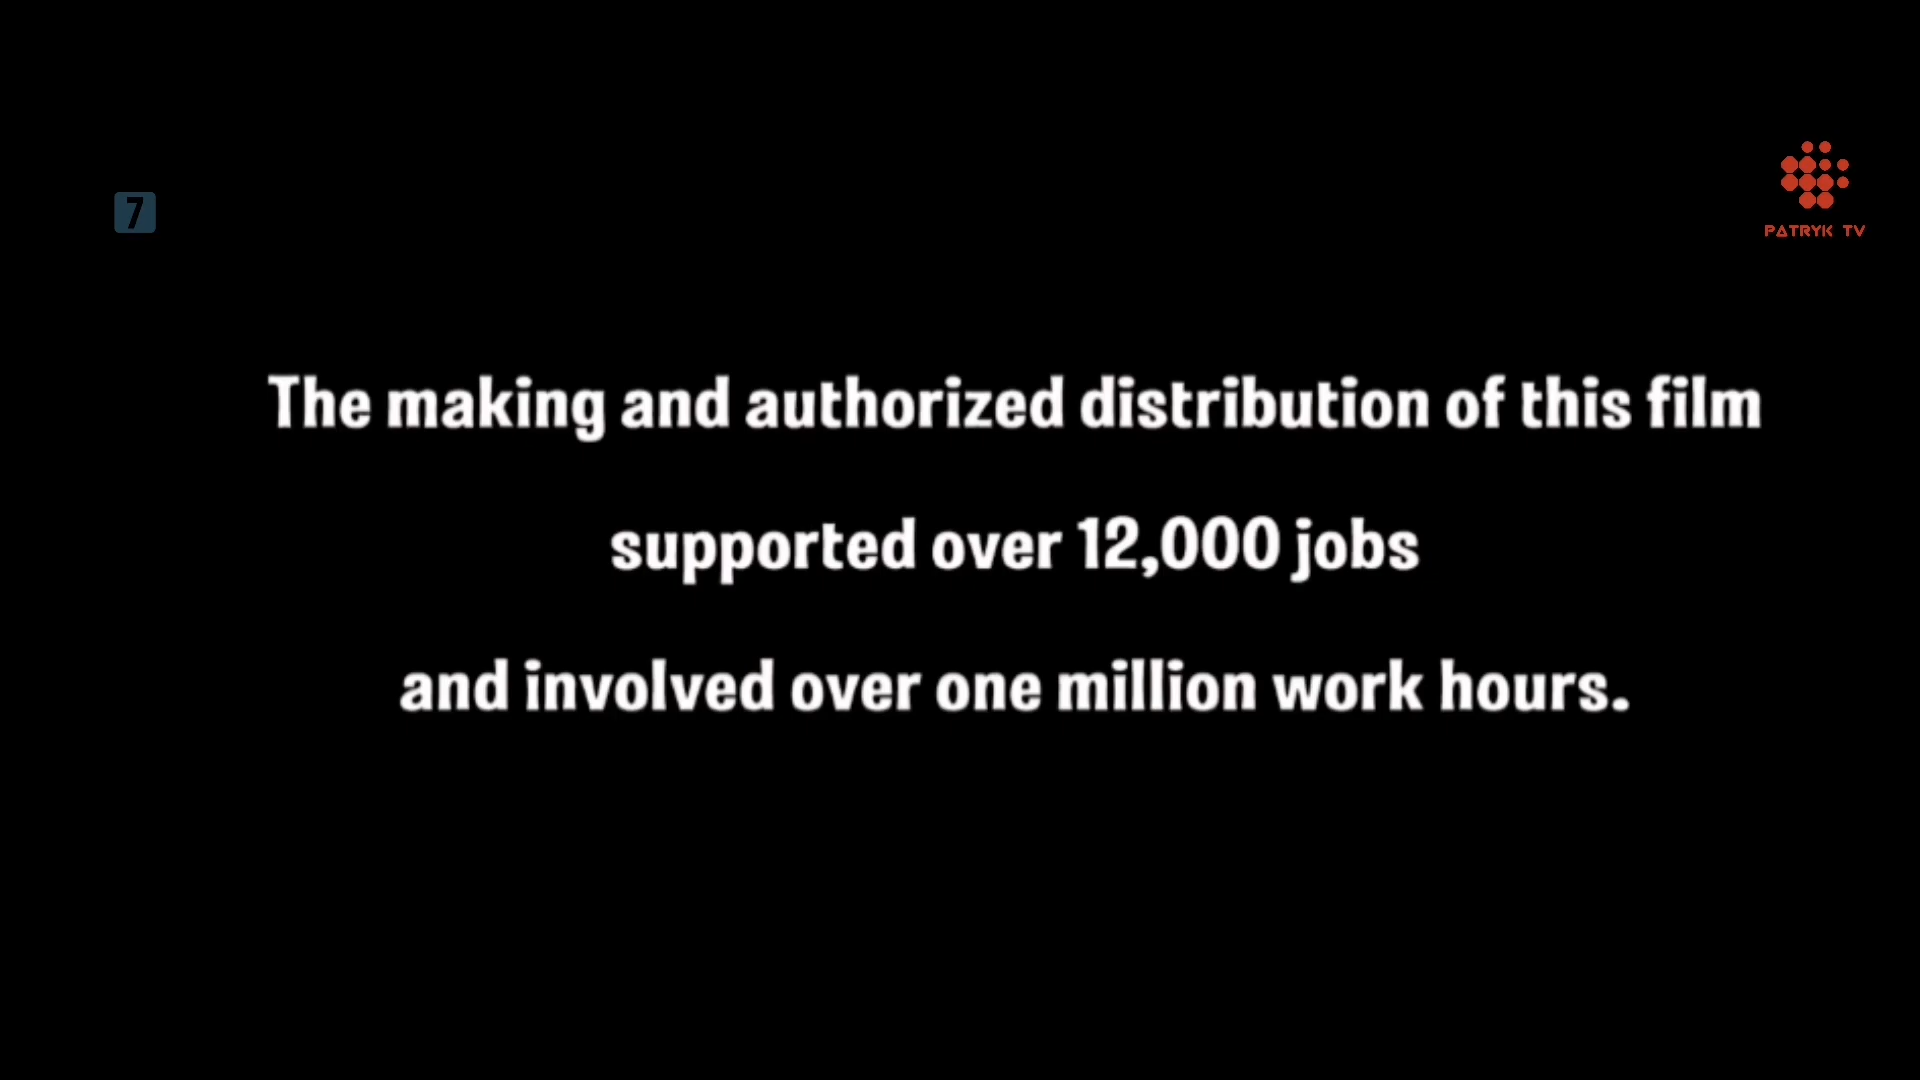 7
PATRYK TV
The making and authorized distribution of this film
supported over 12,000 jobs
and involved over one million work hours.